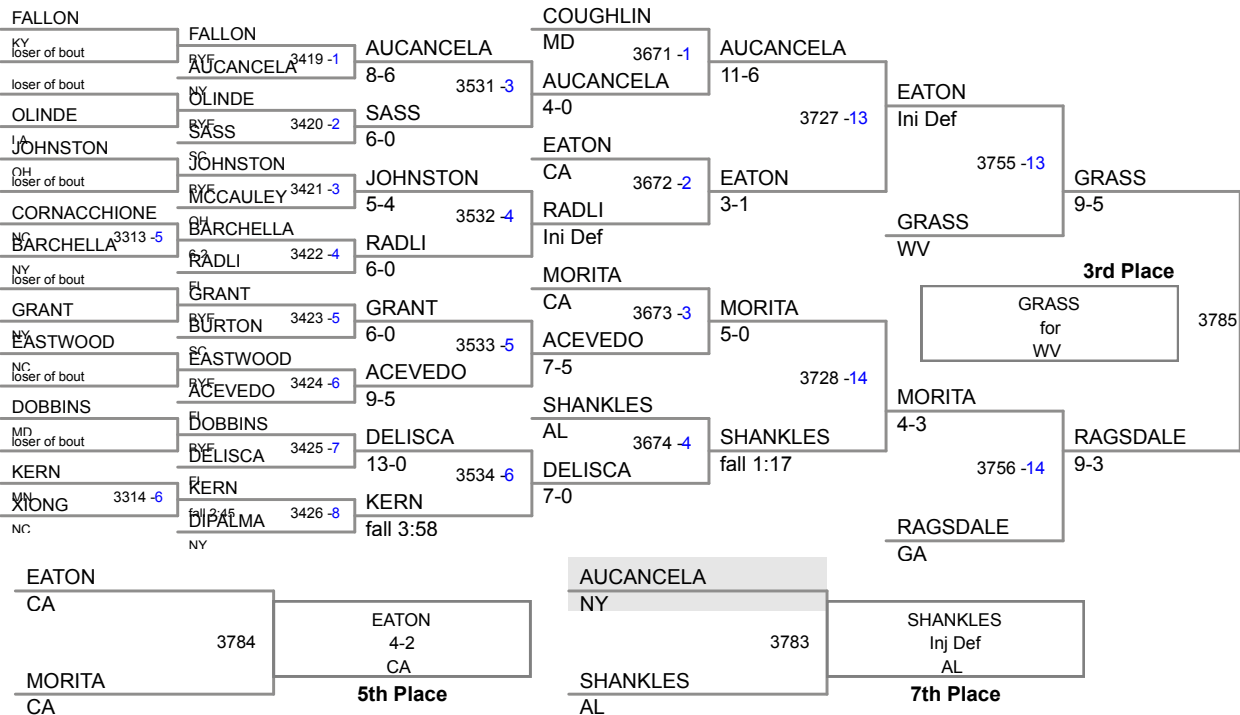 FALLON
KY
loser of bout
loser of bout
OLINDE
LA
JOHNSTON
OH
loser of bout
CORNACCHIONE
NC
3313 -5
BARCHELLA
NY
loser of bout
GRANT
NY
EASTWOOD
NC
loser of bout
DOBBINS
MD
loser of bout
KERN
MN
3314 -6
XIONG
NC
FALLON
BYE
3419 -1
AUCANCELA
NY
OLINDE
BYE
3420 -2
SASS
SC
JOHNSTON
BYE
3421 -3
MCCAULEY
OH
BARCHELLA
6-2
3422 -4
RADLI
FL
GRANT
BYE
3423 -5
BURTON
SC
EASTWOOD
BYE
3424 -6
ACEVEDO
FL
DOBBINS
BYE
3425 -7
DELISCA
FL
KERN
fall 2:45
3426 -8
DIPALMA
NY
AUCANCELA
8-6
3531 -3
SASS
6-0
JOHNSTON
5-4
3532 -4
RADLI
6-0
GRANT
6-0
3533 -5
ACEVEDO
9-5
DELISCA
13-0
3534 -6
KERN
fall 3:58
COUGHLIN
MD
3671 -1
AUCANCELA
4-0
EATON
CA
3672 -2
RADLI
Inj Def
MORITA
CA
3673 -3
ACEVEDO
7-5
SHANKLES
AL
3674 -4
DELISCA
7-0
AUCANCELA
11-6
3727 -13
EATON
3-1
MORITA
5-0
3728 -14
SHANKLES
fall 1:17
EATON
Inj Def
3755 -13
GRASS
WV
MORITA
4-3
3756 -14
RAGSDALE
GA
GRASS
9-5
3rd Place
GRASS
for
WV
3785
RAGSDALE
9-3
EATON
CA
3784
MORITA
CA
EATON
4-2
CA
5th Place
AUCANCELA
NY
3783
SHANKLES
AL
SHANKLES
Inj Def
AL
7th Place